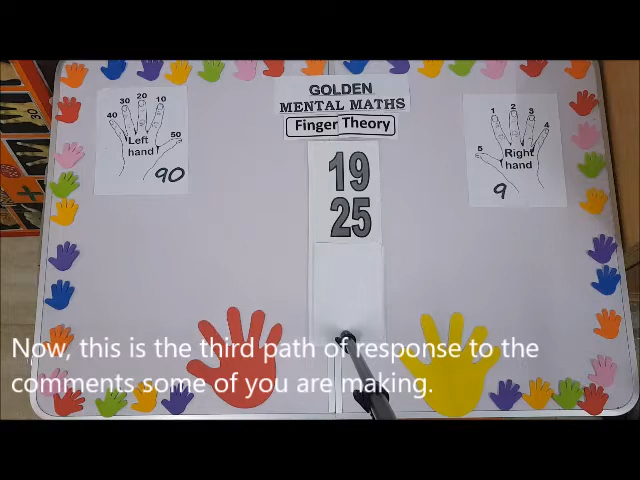 GOLDEN
MENTAL MATHS
Finger Theory
40 30 20 10
50
Left
hand
90
1 2 3
4
5
Right
hand
9
19
25
Now, this is the third path of response to the
comments some of you are making.